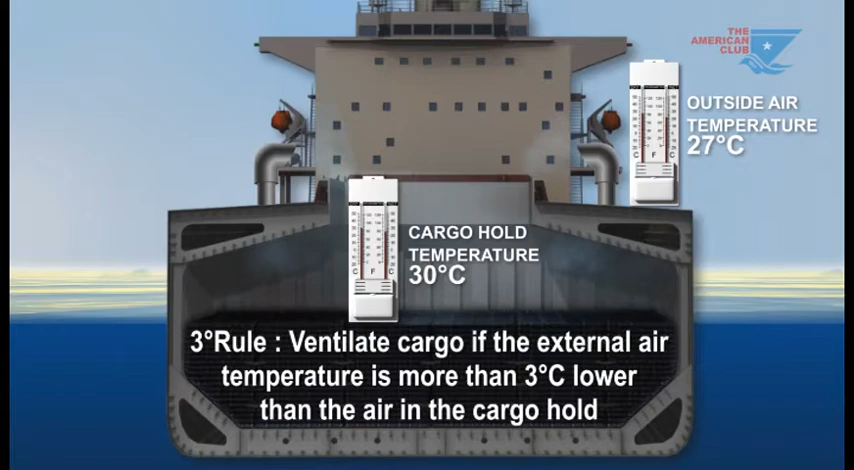 THE
AMERICAN
CLUB
OUTSIDE AIR
TEMPERATURE
27°C
CARGO HOLD
TEMPERATURE
30°C
C F C
C F C
3°Rule : Ventilate cargo if the external air
temperature is more than 3°C lower
than the air in the cargo hold